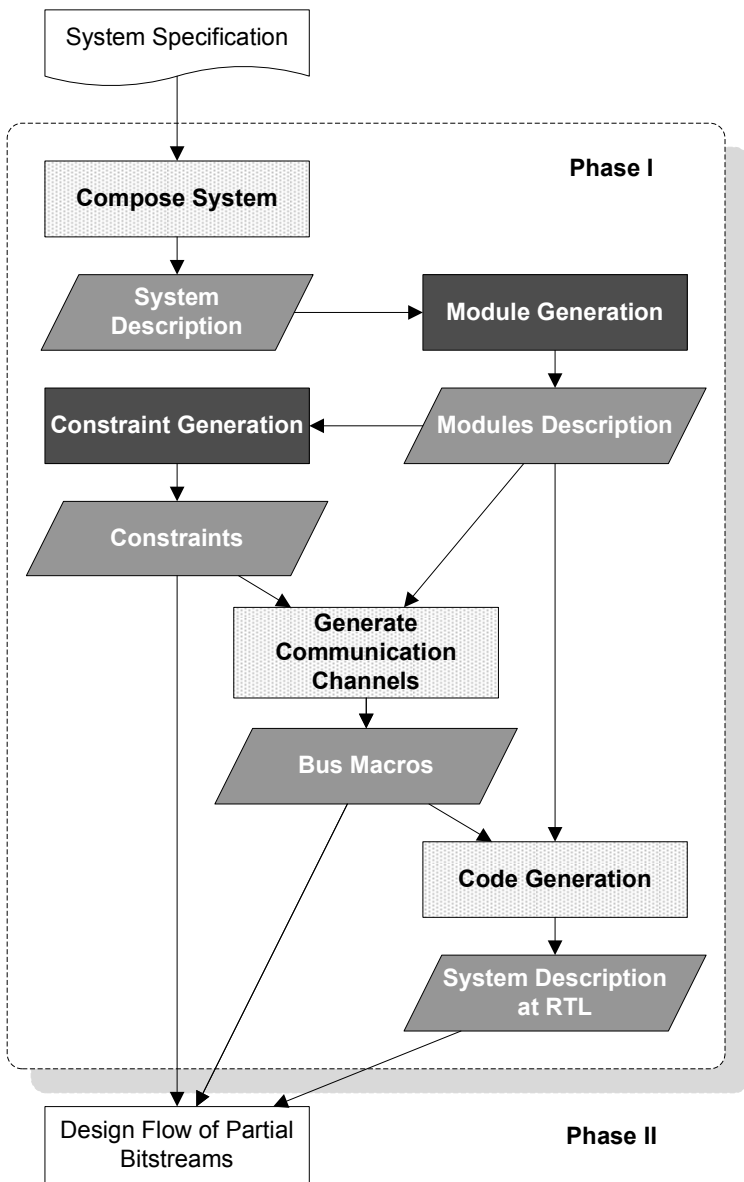 System Specification
Phase I
Compose System
System
Description
Module Generation
Constraint Generation
Modules Description
Constraints
Generate
Communication
Channels
Bus Macros
Code Generation
System Description
at RTL
Design Flow of Partial
Bitstreams
Phase II